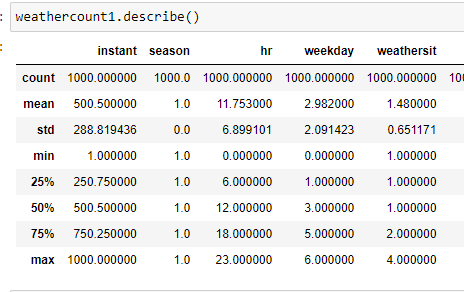 weathercount1.describe()
instant season hr weekday weathersit
count 1000.000000 1000.0 1000.000000 1000.000000 1000.000000 10
mean 500.500000 1.0 11.753000 2.982000 1.480000
std 288.819436 0.0 6.899101 2.091423 0.651171
min 1.000000 1.0 0.000000 0.000000 1.000000
25% 250.750000 1.0 6.000000 1.000000 1.000000
50% 500.500000 1.0 12.000000 3.000000 1.000000
75% 750.250000 1.0 18.000000 5.000000 2.000000
max 1000.000000 1.0 23.000000 6.000000 4.000000